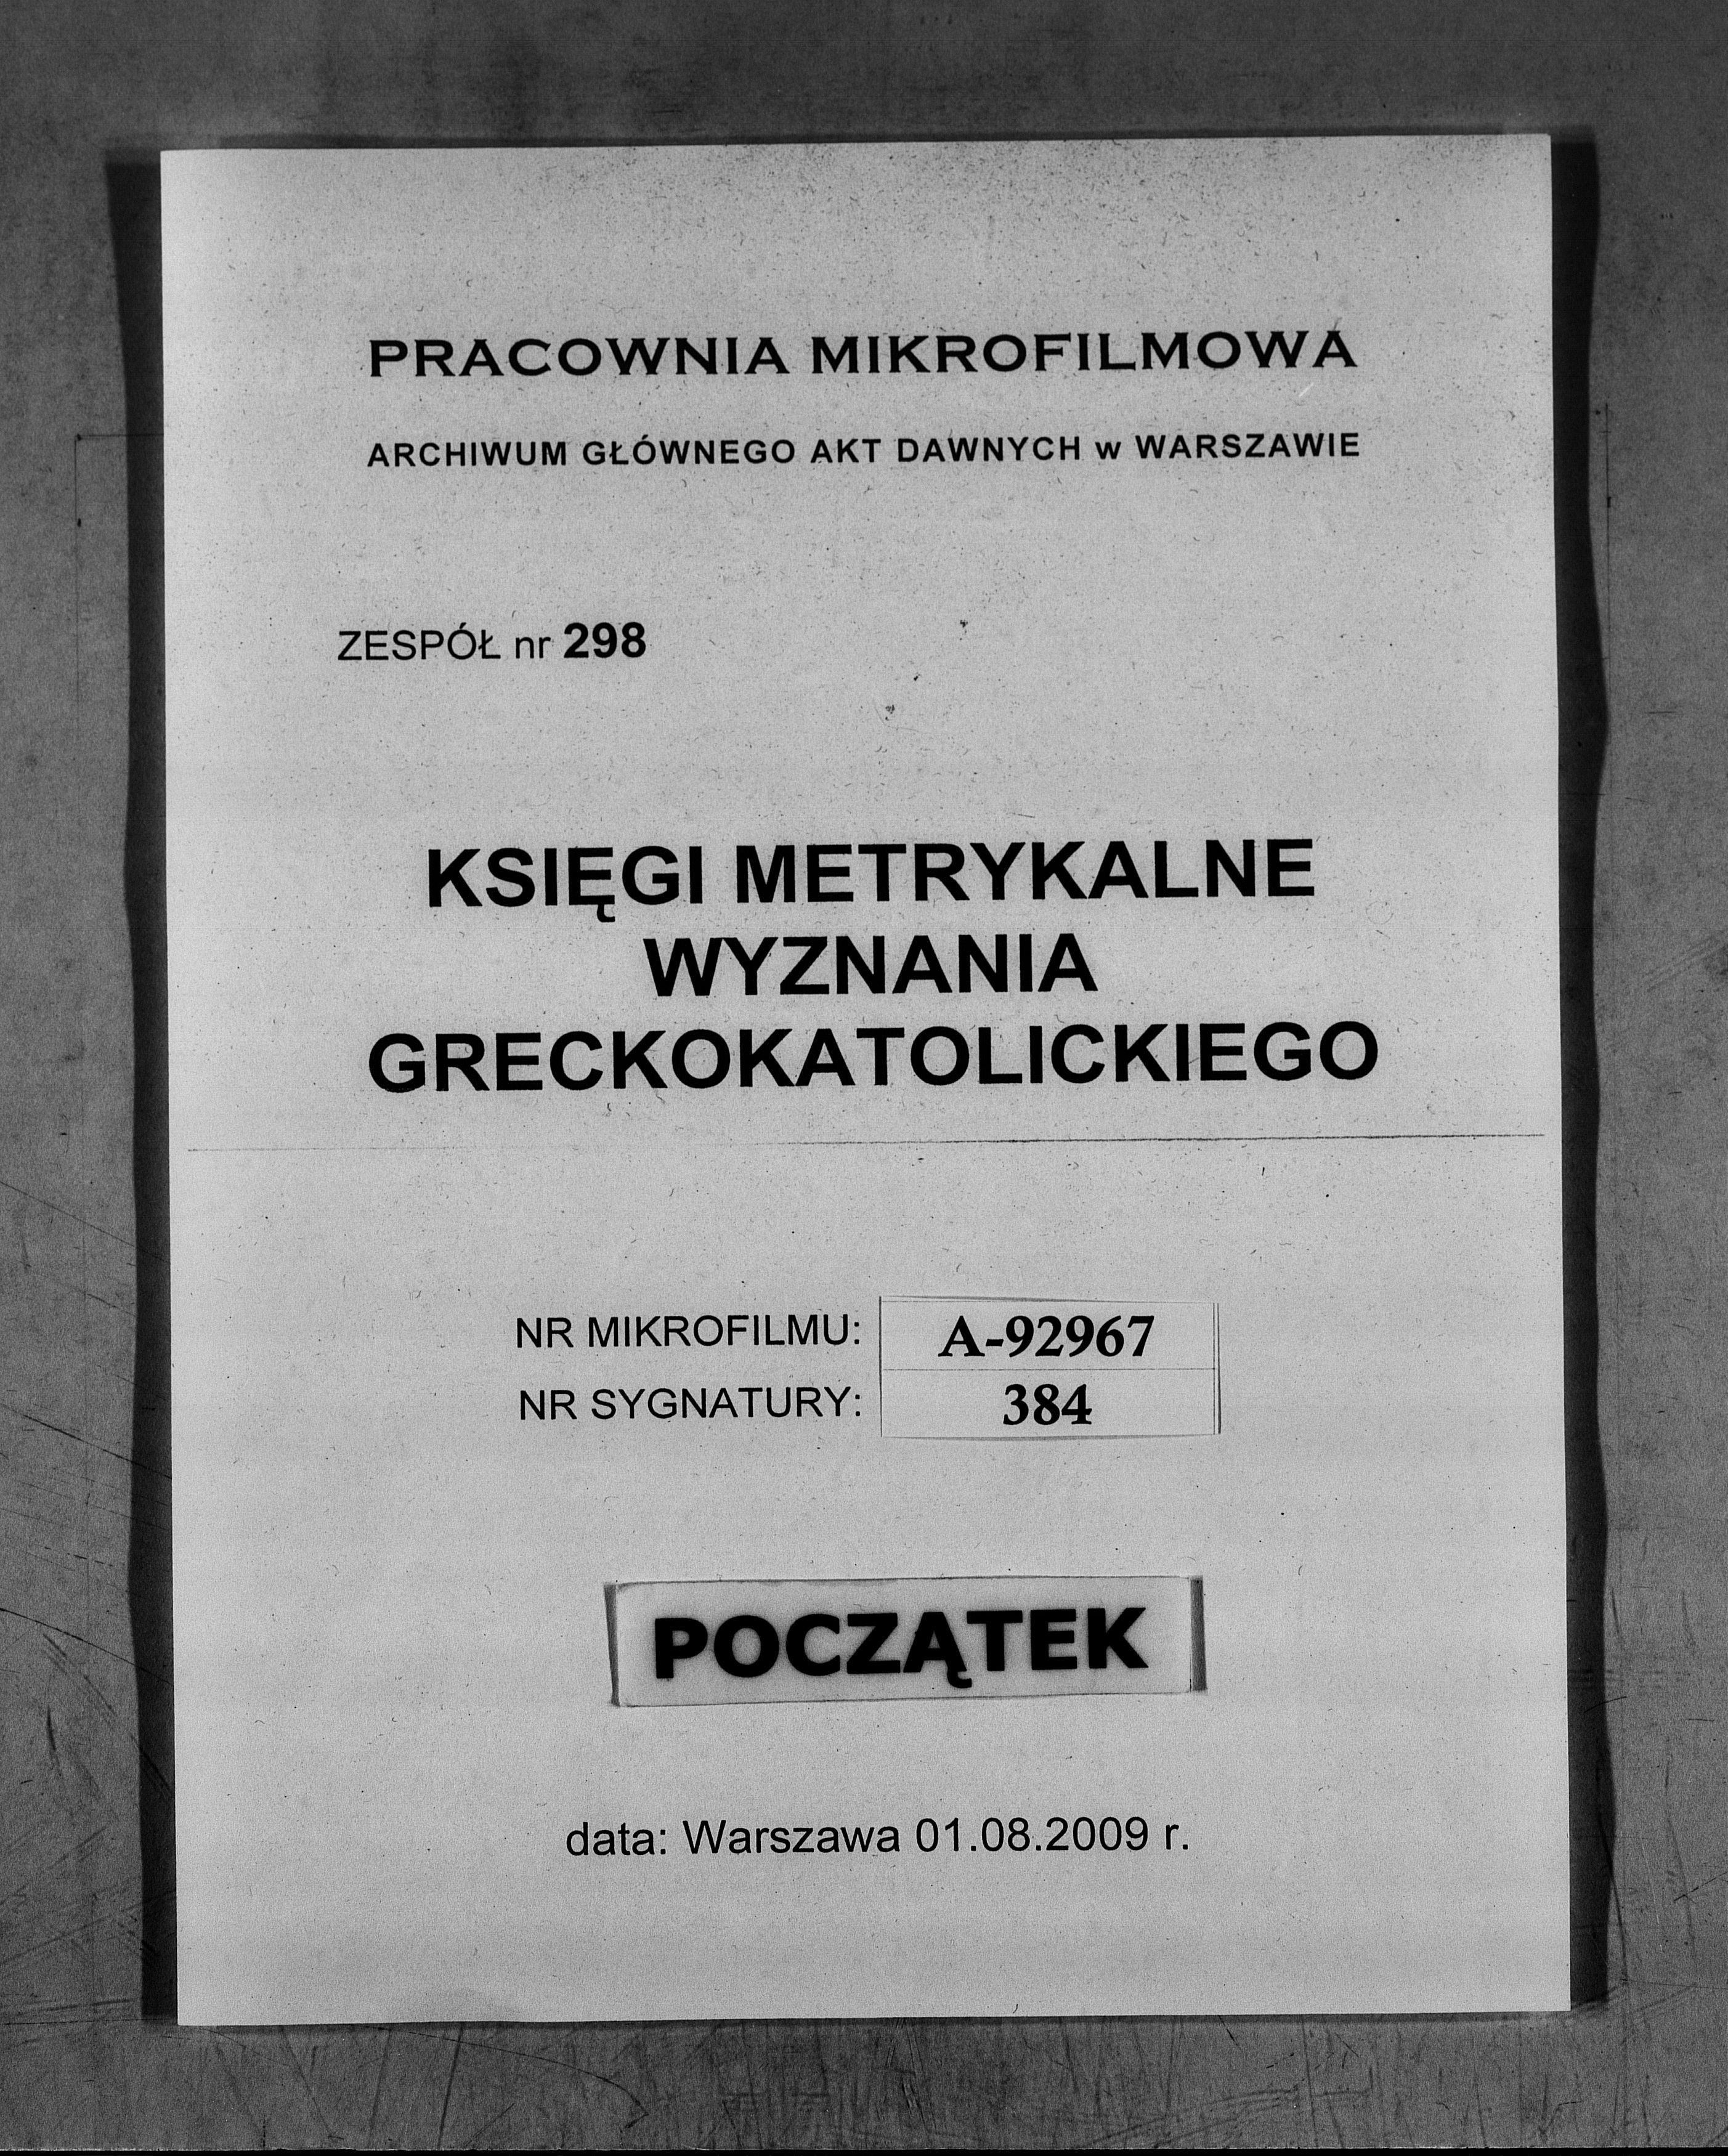 PRACOWNIA MIKROFILMOWA
ARCHIWUM GŁÓWNEGO AKT DAWNYCH w WARSZAWIE
ZESPÓŁ nr 298
KSIĘGI METRYKALNE
WYZNANIA
GRECKOKATOLICKIEGO
NR MIKROFILMU: A-92967
NR SYGNATURY: 384
POCZĄTEK
data: Warszawa 01.08.2009 r.